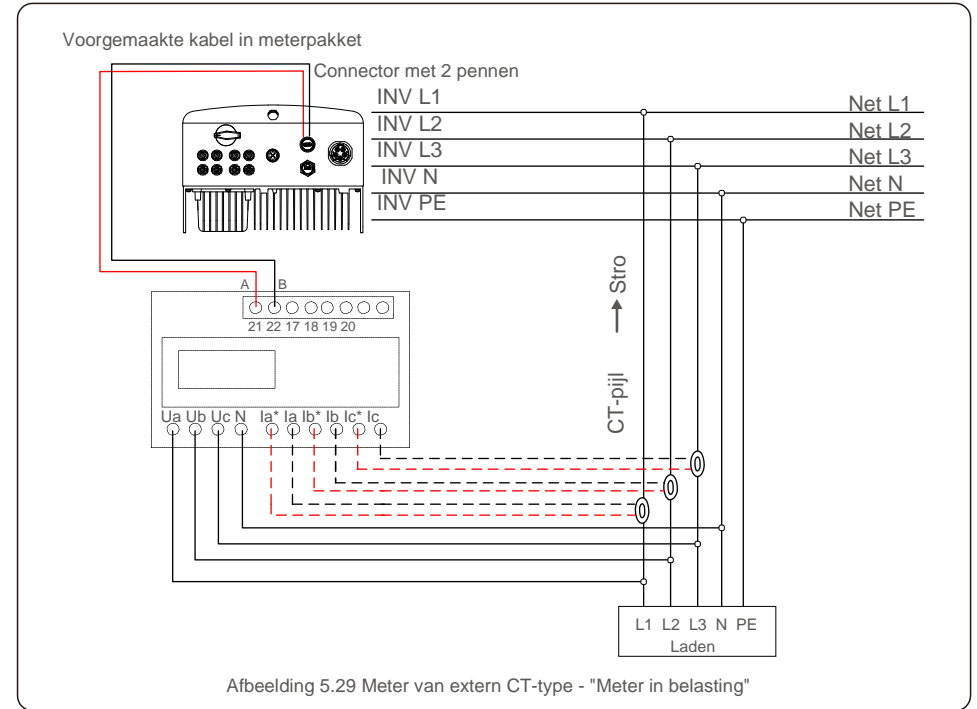 Voorgemaakte kabel in meterpakket
Connector met 2 pennen
INV L1 Net L1
INV L2 Net L2
INV L3 Net L3
INV N Net N
INV PE Net PE
CT-pijl → Stro
A B
21 22 17 18 19 20
Ua Ub Uc N Ia* Ia Ib* Ib Ic* Ic
L1 L2 L3 N PE
Laden
Afbeelding 5.29 Meter van extern CT-type - "Meter in belasting"